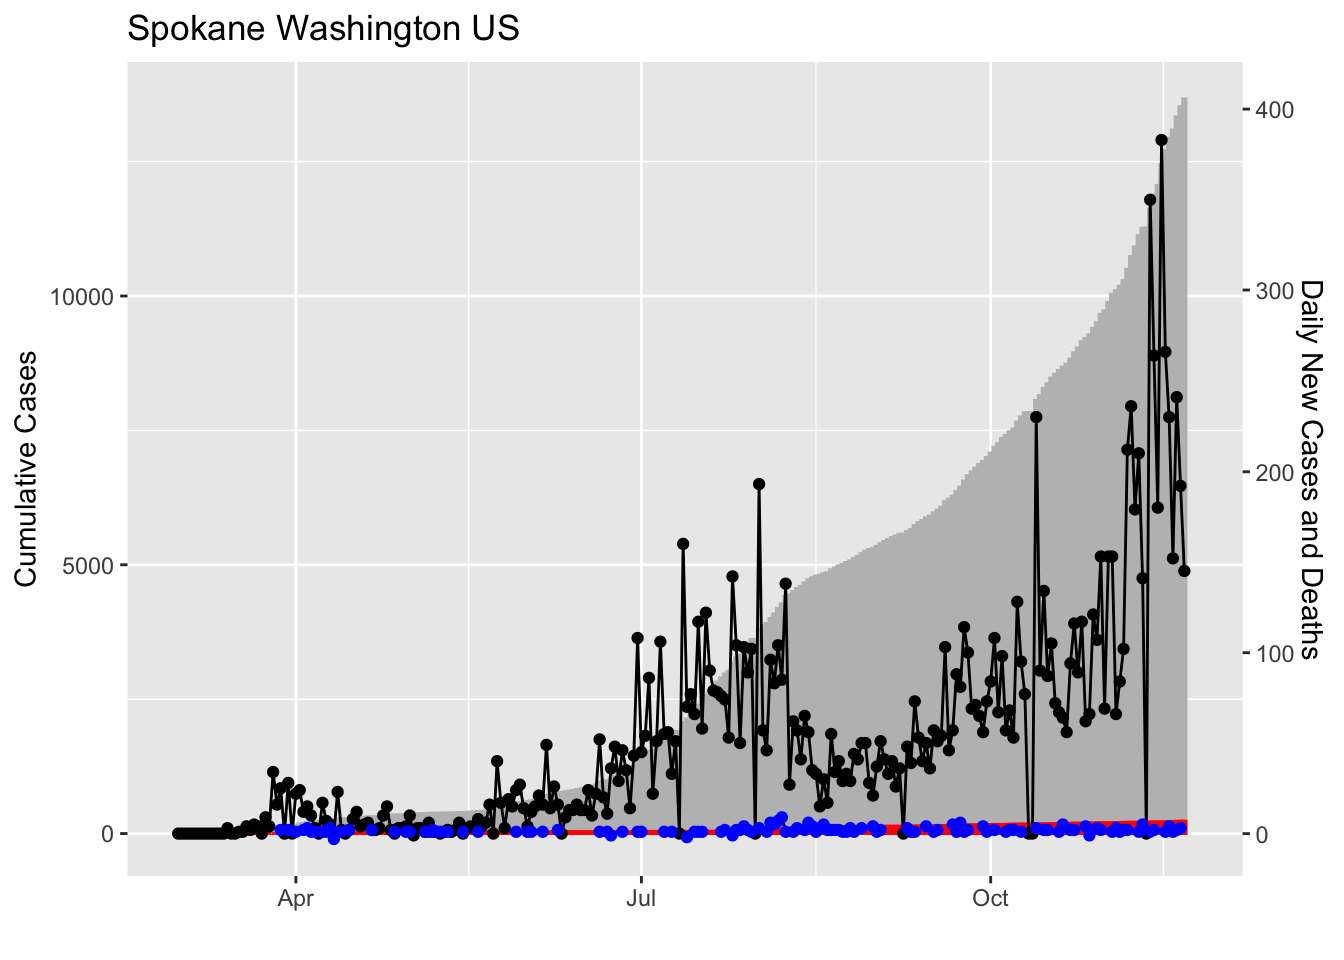 Spokane Washington US
Cumulative Cases
10000
5000
0
400
300
200
100
0
Daily New Cases and Deaths
Apr
Jul
Oct